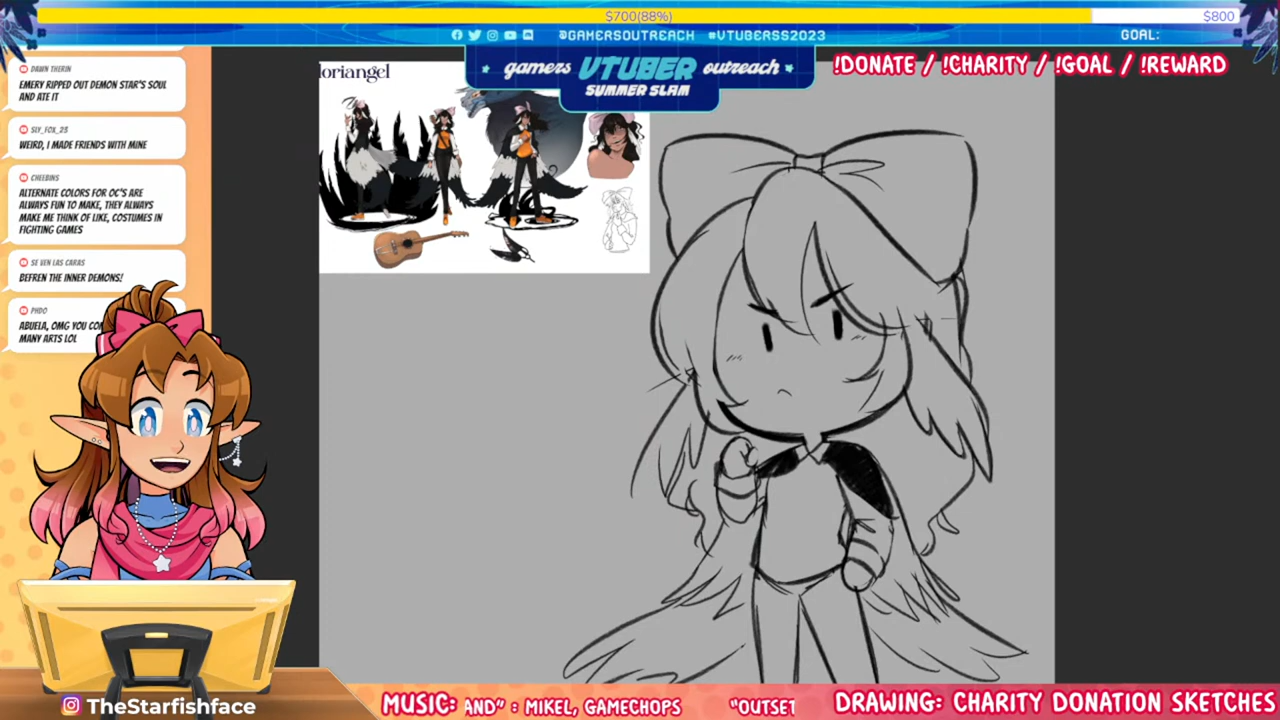 $700(88%)
$800
@GAMERSOUTREACH #VTUBERSS2023
GOAL:
gamers VTUBER outreach
SUMMER SLAM
!DONATE / !CHARITY / !GOAL / !REWARD
DAWN THERIN
EMERY RIPPED OUT DEMON STAR'S SOUL
AND ATE IT
SLY_FOX_23
WEIRD, I MADE FRIENDS WITH MINE
CHEEBINS
ALTERNATE COLORS FOR OC'S ARE
ALWAYS FUN TO MAKE, THEY ALWAYS
MAKE ME THINK OF LIKE, COSTUMES IN
FIGHTING GAMES
SE VEN LAS CARAS
BEFREN THE INNER DEMONS!
PHDO
ABUELA, OMG YOU
MANY ARTS LOL
loriangel
TheStarfishface
MUSIC: AND" : MIKEL, GAMECHOPS "OUTSET
DRAWING: CHARITY DONATION SKETCHES